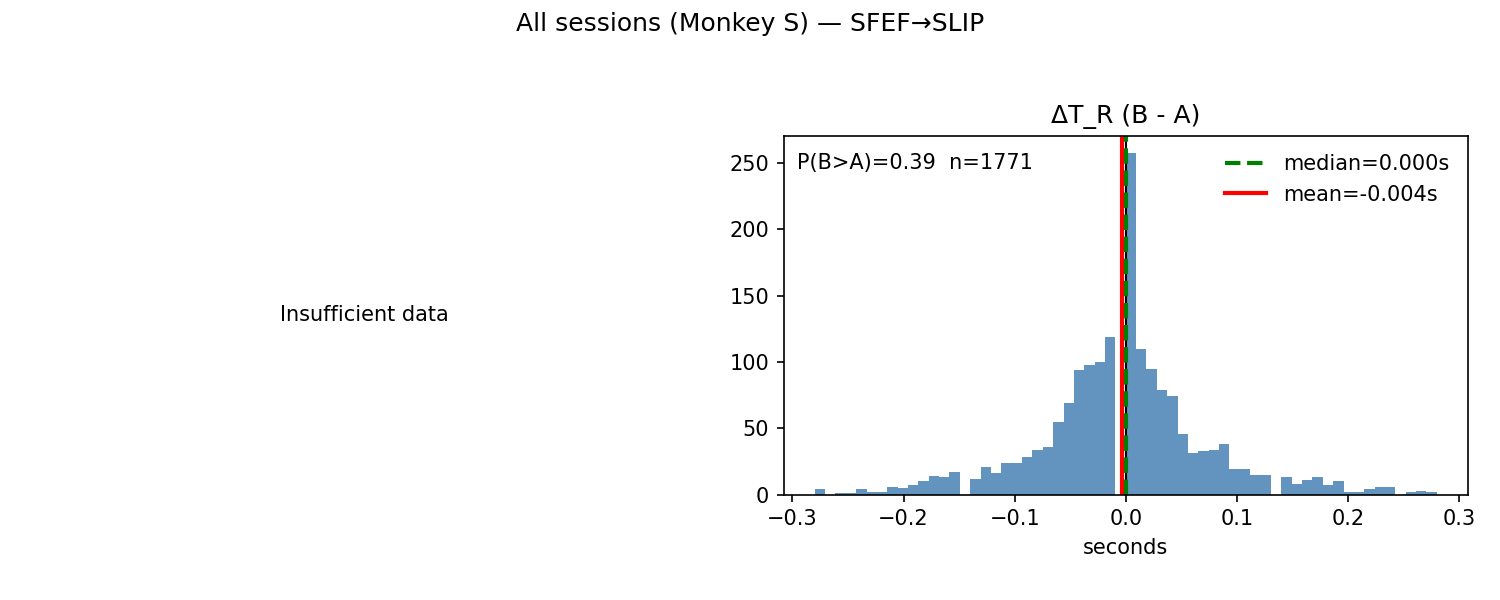 All sessions (Monkey S) — SFEF→SLIP
Insufficient data
ΔT_R (B - A)
P(B>A)=0.39  n=1771
median=0.000s
mean=-0.004s
250
200
150
100
50
0
−0.3
−0.2
−0.1
0.0
0.1
0.2
0.3
seconds